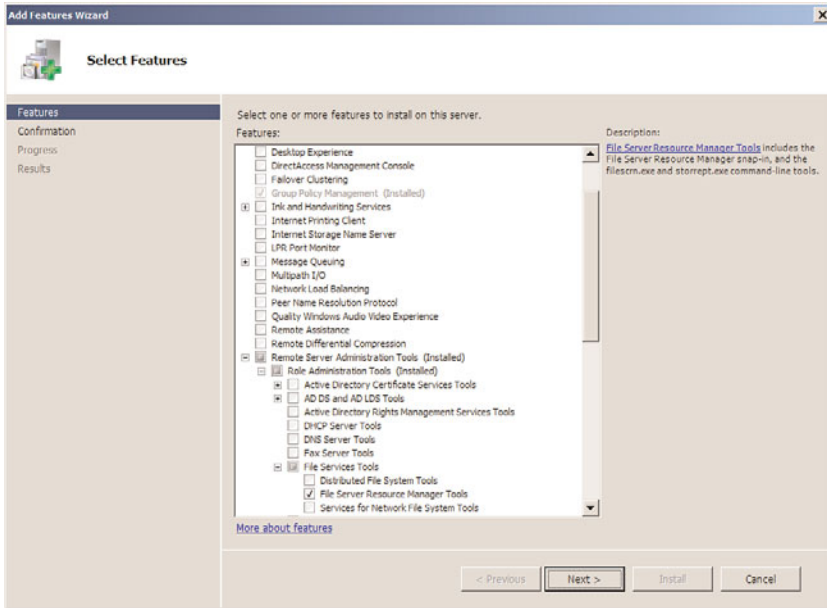 Add Features Wizard
Select Features
Features
Confirmation
Progress
Results
Select one or more features to install on this server.
Features:
Desktop Experience
DirectAccess Management Console
Failover Clustering
Group Policy Management (Installed)
Ink and Handwriting Services
Internet Printing Client
Internet Storage Name Server
LPR Port Monitor
Message Queuing
Multipath I/O
Network Load Balancing
Peer Name Resolution Protocol
Quality Windows Audio Video Experience
Remote Assistance
Remote Differential Compression
Remote Server Administration Tools (Installed)
Role Administration Tools (Installed)
Active Directory Certificate Services Tools
AD DS and AD LDS Tools
Active Directory Rights Management Services Tools
DHCP Server Tools
DNS Server Tools
Fax Server Tools
File Services Tools
Distributed File System Tools
File Server Resource Manager Tools
Services for Network File System Tools
More about features
Description:
File Server Resource Manager Tools includes the
File Server Resource Manager snap-in, and the
filescrn.exe and storrept.exe command-line tools.
< Previous
Next >
Install
Cancel